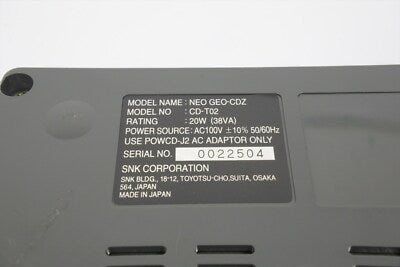 MODEL NAME : NEO GEO-CDZ
MODEL NO : CD-T02
RATING : 20W (38VA)
POWER SOURCE : AC100V ±10% 50/60Hz
USE POWCD-J2 AC ADAPTOR ONLY
SERIAL NO. 0022504
SNK CORPORATION
SNK BLDG., 18-12, TOYOTSU-CHO, SUITA, OSAKA
564, JAPAN
MADE IN JAPAN